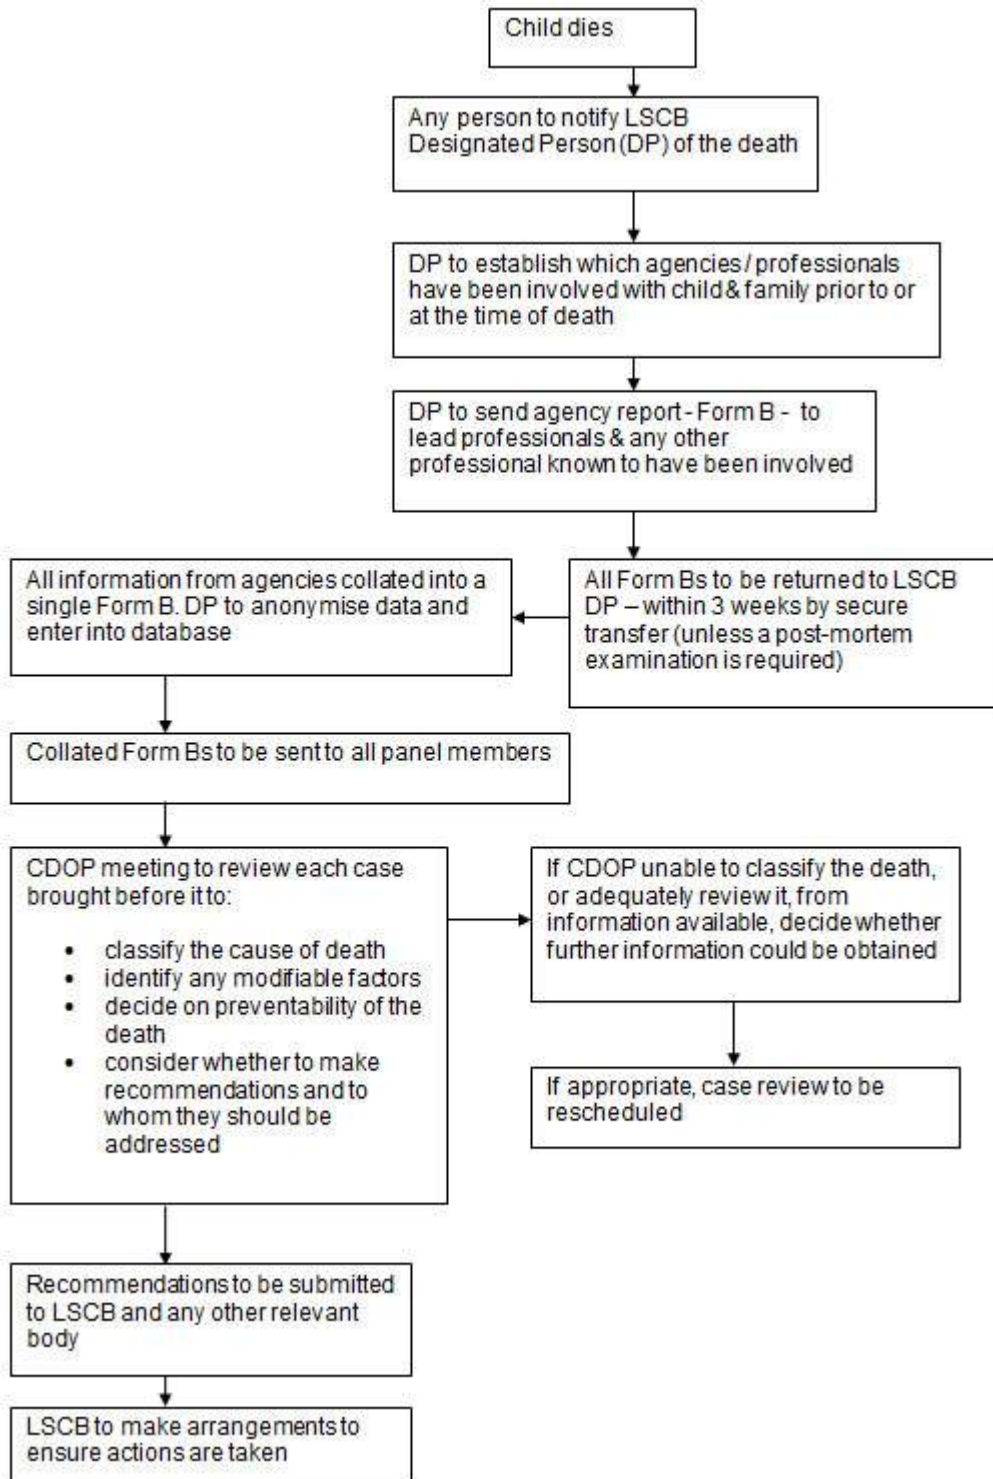 Child dies
Any person to notify LSCB
Designated Person (DP) of the death
DP to establish which agencies / professionals
have been involved with child & family prior to or
at the time of death
DP to send agency report - Form B - to
lead professionals & any other
professional known to have been involved
All Form Bs to be returned to LSCB
DP – within 3 weeks by secure
transfer (unless a post-mortem
examination is required)
All information from agencies collated into a
single Form B. DP to anonymise data and
enter into database
Collated Form Bs to be sent to all panel members
CDOP meeting to review each case
brought before it to:
• classify the cause of death
• identify any modifiable factors
• decide on preventability of the
death
• consider whether to make
recommendations and to
whom they should be
addressed
If CDOP unable to classify the death,
or adequately review it, from
information available, decide whether
further information could be obtained
If appropriate, case review to be
rescheduled
Recommendations to be submitted
to LSCB and any other relevant
body
LSCB to make arrangements to
ensure actions are taken